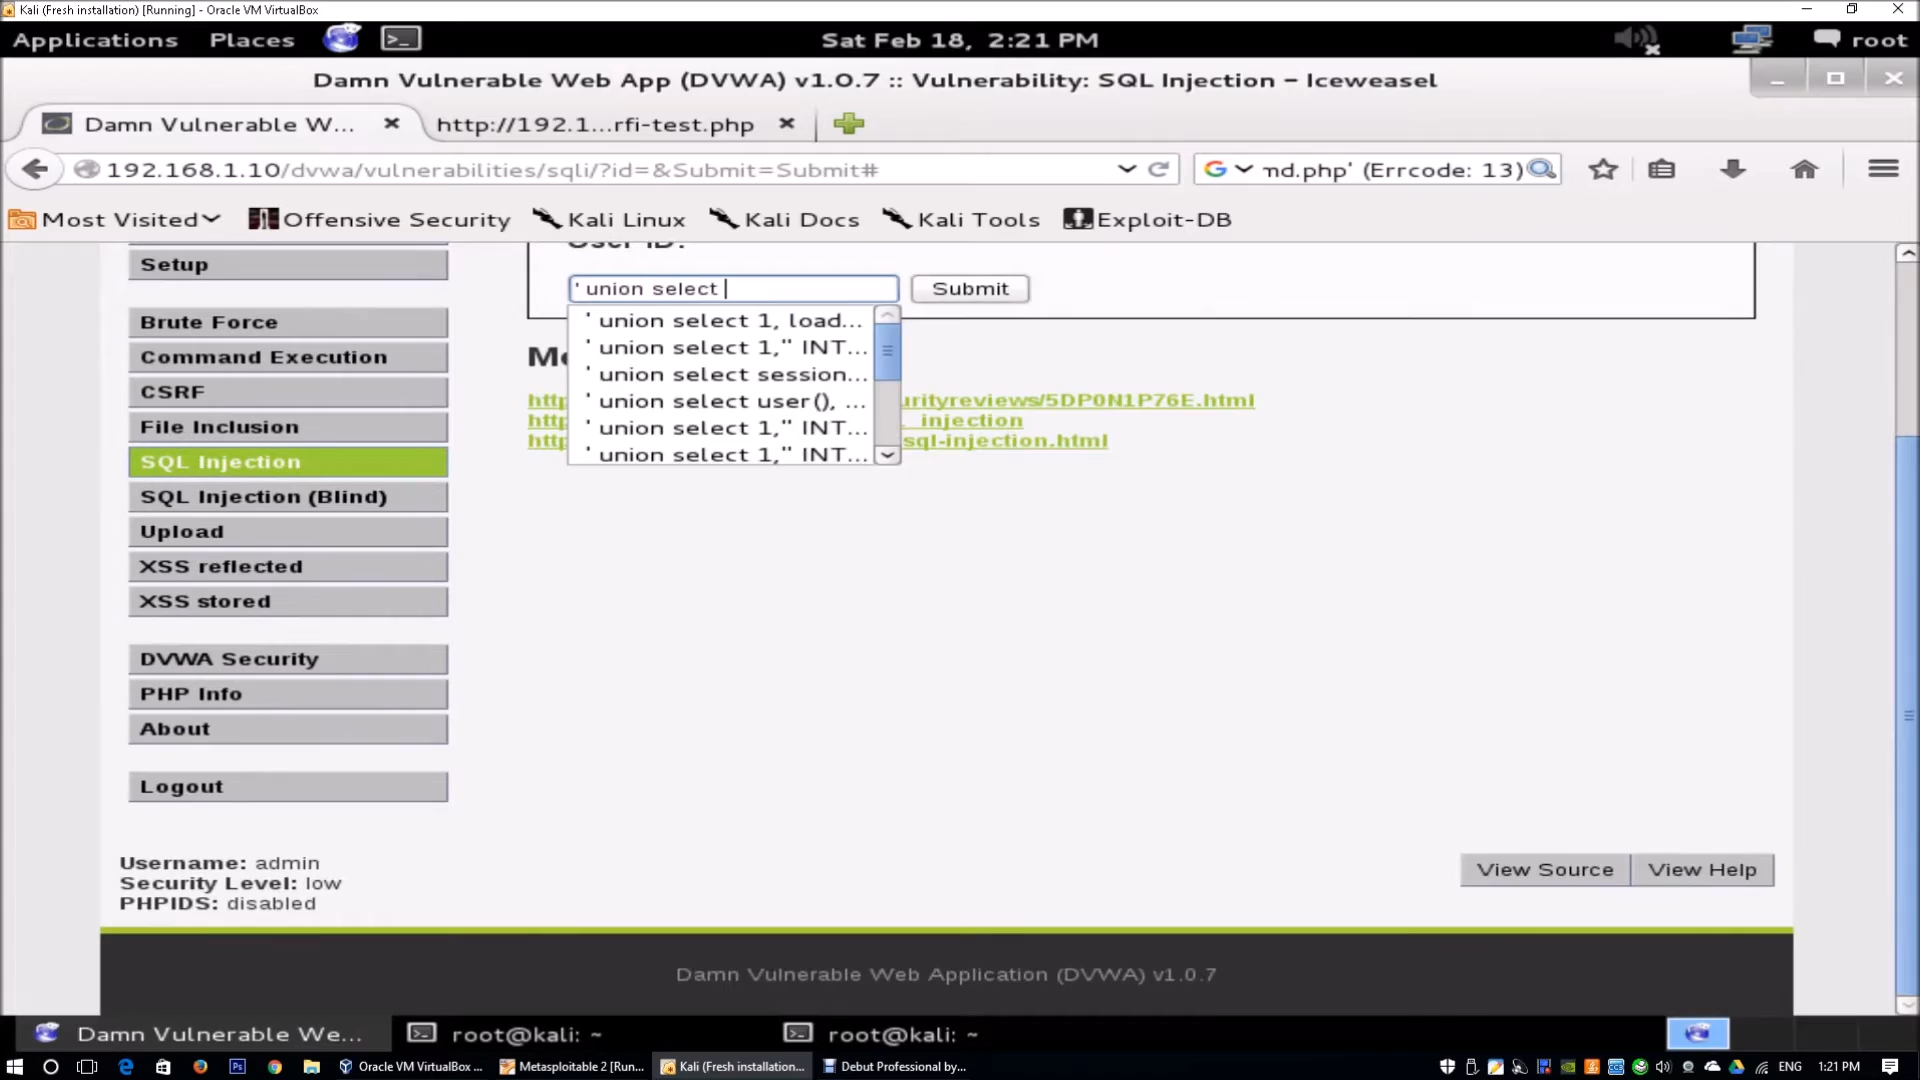 Kali (Fresh installation) [Running] - Oracle VM VirtualBox
Applications Places Sat Feb 18, 2:21 PM root
Damn Vulnerable Web App (DVWA) v1.0.7 :: Vulnerability: SQL Injection – Iceweasel
Damn Vulnerable W... http://192.1...rfi-test.php
192.168.1.10/dvwa/vulnerabilities/sqli/?id=&Submit=Submit# md.php' (Errcode: 13)
Most Visited Offensive Security Kali Linux Kali Docs Kali Tools Exploit-DB
User ID:
Setup
' union select Submit
' union select 1, load...
' union select 1,'' INT...
' union select session...
' union select user(), ...
' union select 1,'' INT...
' union select 1,'' INT...
urityreviews/5DP0N1P76E.html
injection
sql-injection.html
Brute Force
Command Execution
CSRF
File Inclusion
SQL Injection
SQL Injection (Blind)
Upload
XSS reflected
XSS stored
DVWA Security
PHP Info
About
Logout
Username: admin
Security Level: low
PHPIDS: disabled
View Source View Help
Damn Vulnerable Web Application (DVWA) v1.0.7
Damn Vulnerable We... root@kali: ~ root@kali: ~
Oracle VM VirtualBox ... Metasploitable 2 [Run... Kali (Fresh installation... Debut Professional by... ENG 1:21 PM